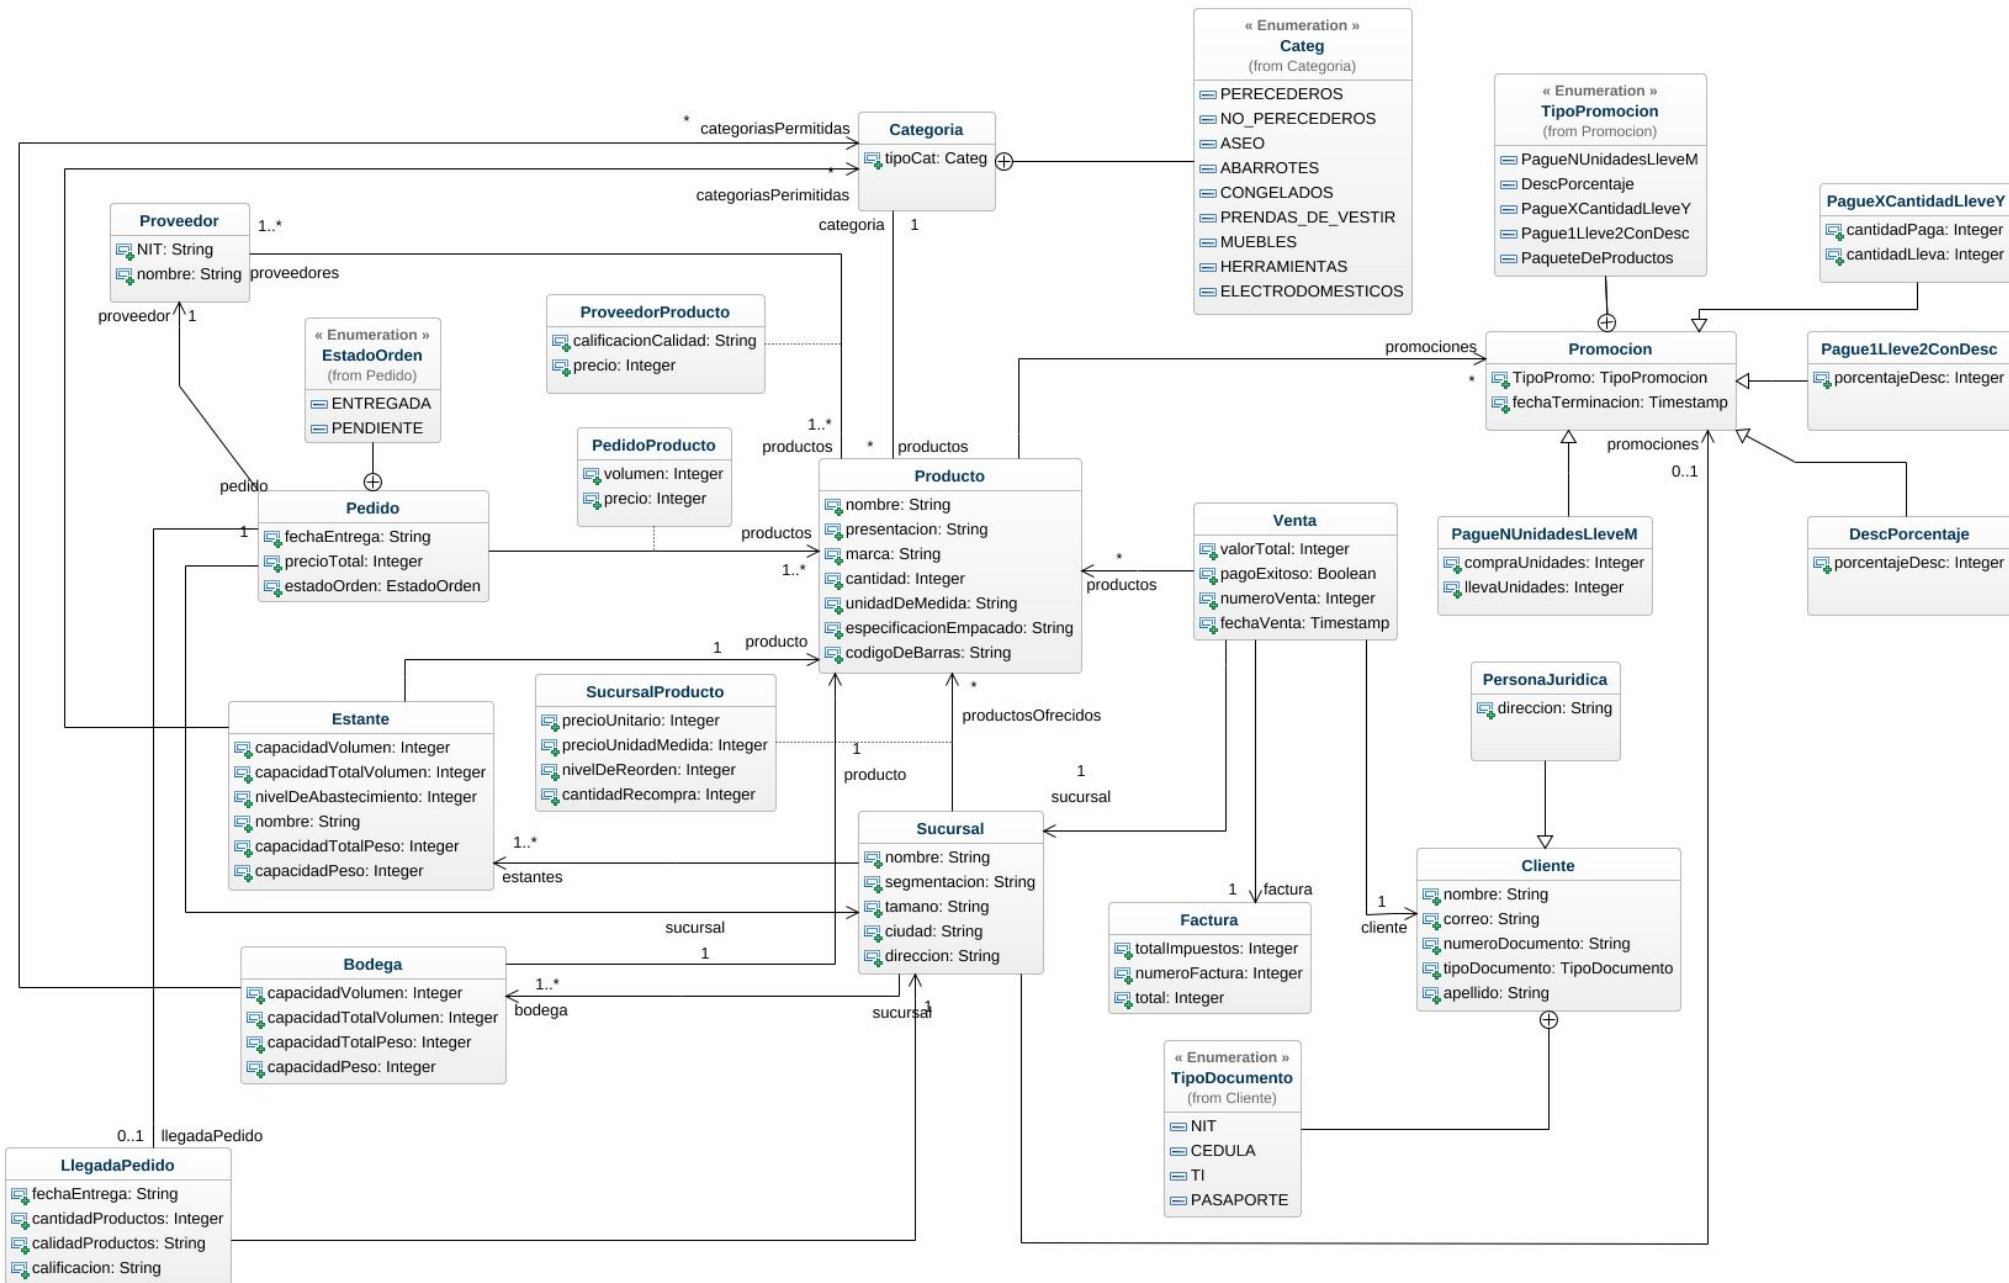 « Enumeration »
Categ
(from Categoria)
PERECEDEROS
NO_PERECEDEROS
ASEO
ABARROTES
CONGELADOS
PRENDAS_DE_VESTIR
MUEBLES
HERRAMIENTAS
ELECTRODOMESTICOS
« Enumeration »
TipoPromocion
(from Promocion)
PagueNUnidadesLleveM
DescPorcentaje
PagueXCantidadLleveY
Pague1Lleve2ConDesc
PaqueteDeProductos
* categoriasPermitidas
Categoria
tipoCat: Categ
*
categoriasPerimitidas
categoria 1
PagueXCantidadLleveY
cantidadPaga: Integer
cantidadLleva: Integer
Proveedor
NIT: String
nombre: String
1..*
proveedores
proveedor 1
« Enumeration »
EstadoOrden
(from Pedido)
ENTREGADA
PENDIENTE
ProveedorProducto
calificacionCalidad: String
precio: Integer
promociones
*
Promocion
TipoPromo: TipoPromocion
fechaTerminacion: Timestamp
Pague1Lleve2ConDesc
porcentajeDesc: Integer
PedidoProducto
volumen: Integer
precio: Integer
1..*
productos
* productos
promociones
0..1
pedido
Pedido
fechaEntrega: String
precioTotal: Integer
estadoOrden: EstadoOrden
1
productos
1..*
Producto
nombre: String
presentacion: String
marca: String
cantidad: Integer
unidadDeMedida: String
especificacionEmpacado: String
codigoDeBarras: String
Venta
valorTotal: Integer
pagoExitoso: Boolean
numeroVenta: Integer
fechaVenta: Timestamp
*
productos
PagueNUnidadesLleveM
compraUnidades: Integer
llevaUnidades: Integer
DescPorcentaje
porcentajeDesc: Integer
1 producto
SucursalProducto
precioUnitario: Integer
precioUnidadMedida: Integer
nivelDeReorden: Integer
cantidadRecompra: Integer
1
producto
*
productosOfrecidos
PersonaJuridica
direccion: String
Estante
capacidadVolumen: Integer
capacidadTotalVolumen: Integer
nivelDeAbastecimiento: Integer
nombre: String
capacidadTotalPeso: Integer
capacidadPeso: Integer
1..*
estantes
1
sucursal
Sucursal
nombre: String
segmentacion: String
tamano: String
ciudad: String
direccion: String
sucursal
1 factura
Factura
totalImpuestos: Integer
numeroFactura: Integer
total: Integer
1
cliente
Cliente
nombre: String
correo: String
numeroDocumento: String
tipoDocumento: TipoDocumento
apellido: String
Bodega
capacidadVolumen: Integer
capacidadTotalVolumen: Integer
capacidadTotalPeso: Integer
capacidadPeso: Integer
1
1..*
bodega
sucursal
1
« Enumeration »
TipoDocumento
(from Cliente)
NIT
CEDULA
TI
PASAPORTE
0..1 llegadaPedido
LlegadaPedido
fechaEntrega: String
cantidadProductos: Integer
calidadProductos: String
calificacion: String